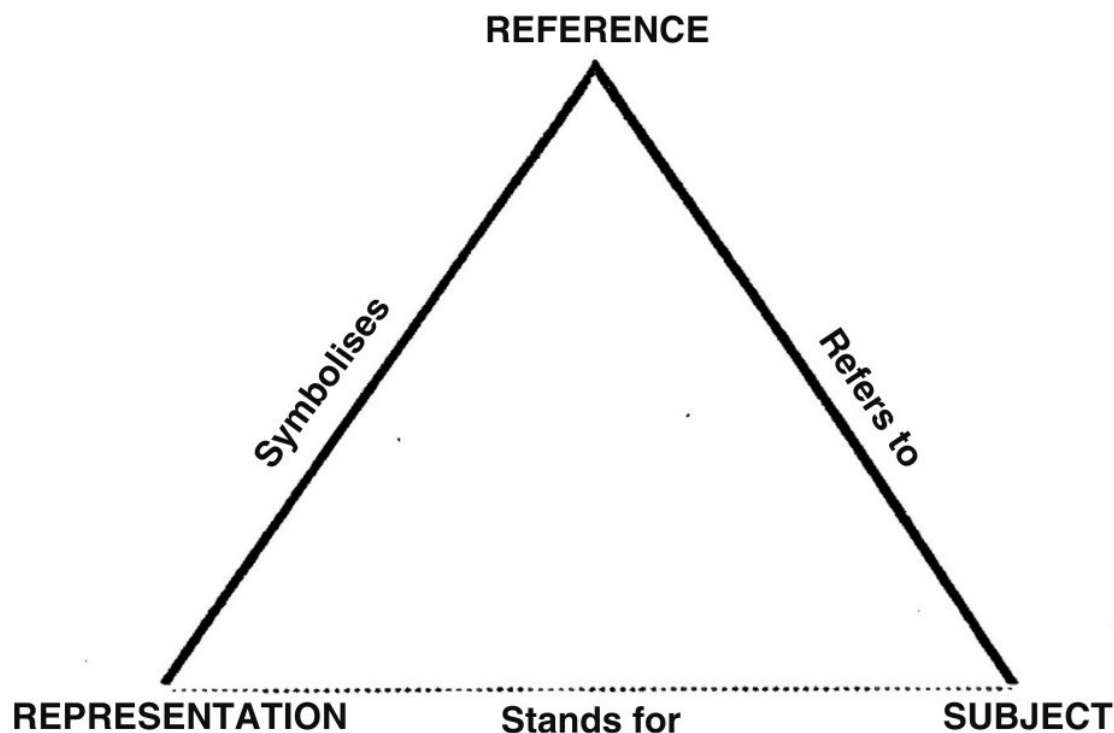 REFERENCE
Symbolises
Refers to
REPRESENTATION
Stands for
SUBJECT